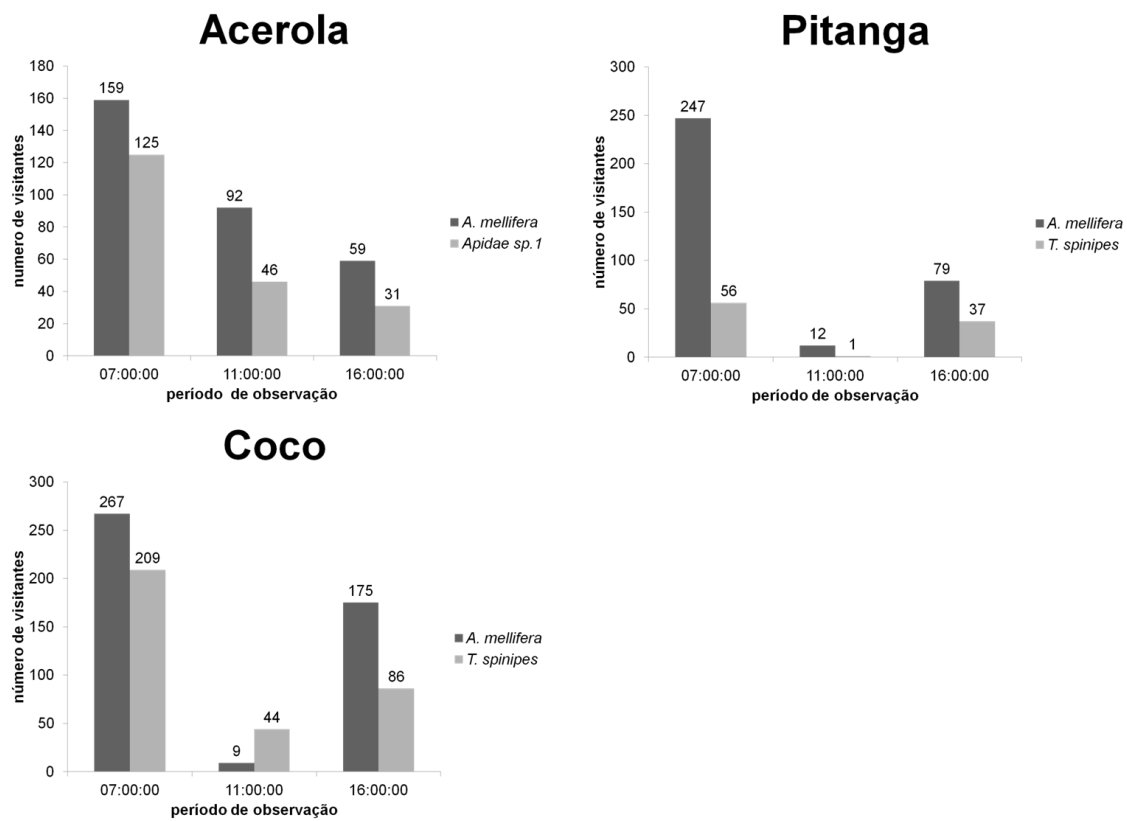 Acerola
numero de visitantes
180
160
140
120
100
80
60
40
20
0
159
125
92
46
59
31
07:00:00 11:00:00 16:00:00
período de observação
A. mellifera
Apidae sp.1
Pitanga
número de visitantes
300
250
200
150
100
50
0
247
56
12
1
79
37
07:00:00 11:00:00 16:00:00
período de observação
A. mellifera
T. spinipes
Coco
número de visitantes
300
250
200
150
100
50
0
267
209
9
44
175
86
07:00:00 11:00:00 16:00:00
período de observação
A. mellifera
T. spinipes